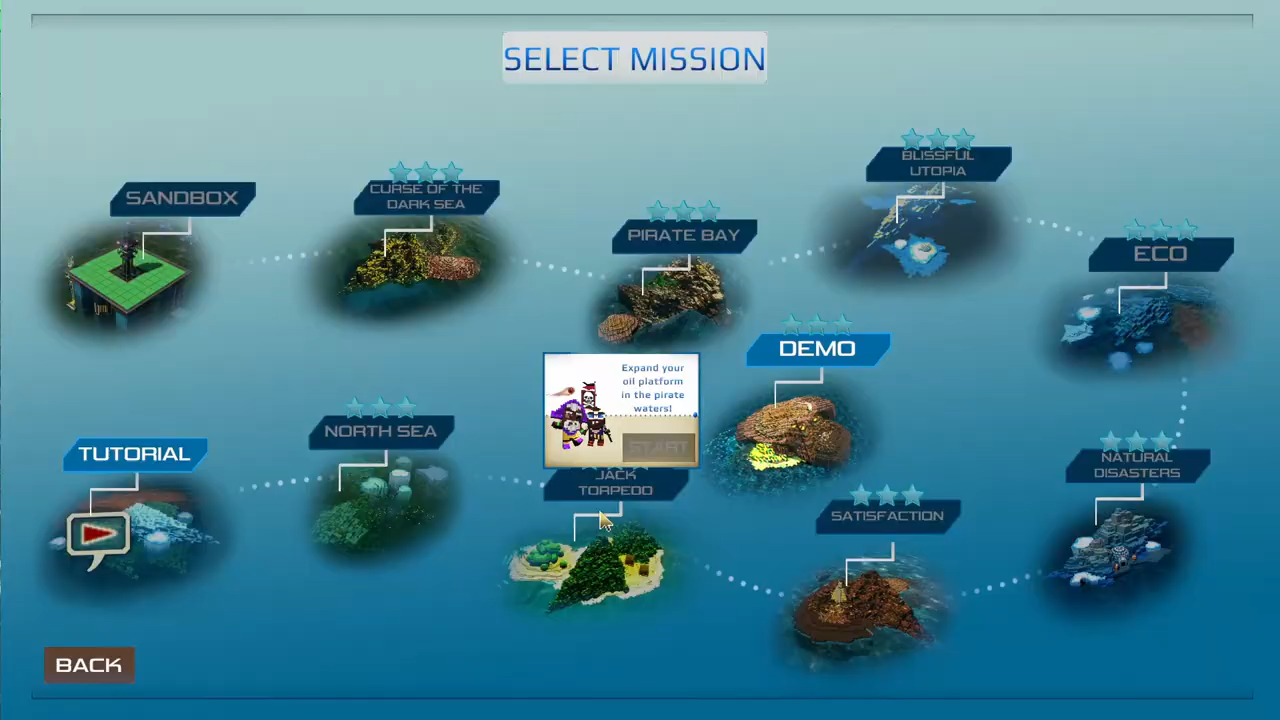 SELECT MISSION
BLISSFUL
UTOPIA
SANDBOX
CURSE OF THE
DARK SEA
PIRATE BAY
ECO
DEMO
Expand your
oil platform
in the pirate
waters!
START
NORTH SEA
TUTORIAL
JACK
TORPEDO
NATURAL
DISASTERS
SATISFACTION
BACK